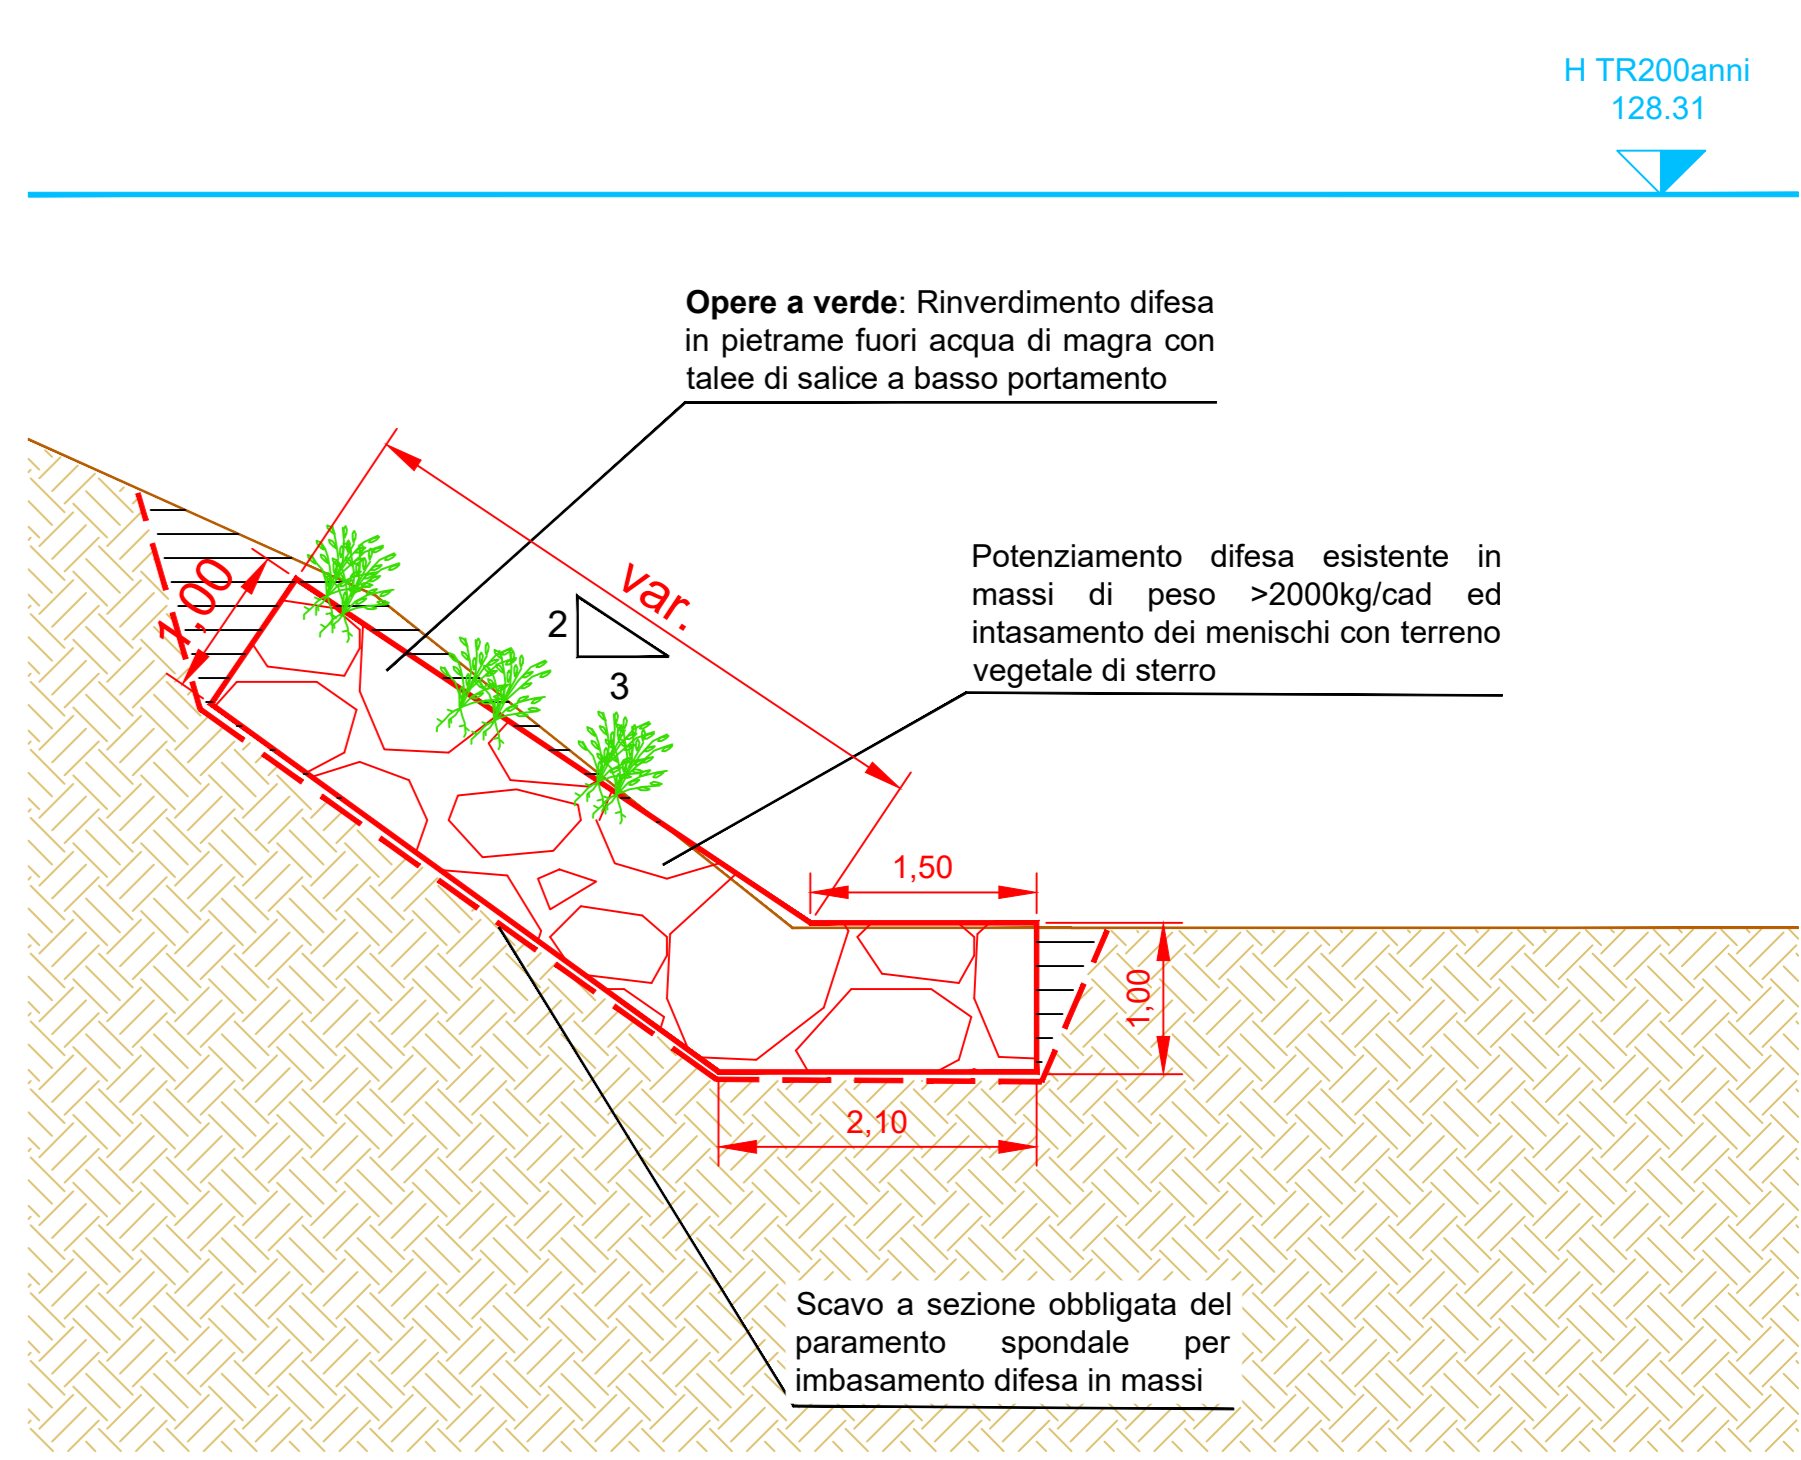 H TR200anni
128.31
Opere a verde: Rinverdimento difesa
in pietrame fuori acqua di magra con
talee di salice a basso portamento
Potenziamento difesa esistente in
massi di peso >2000kg/cad ed
intasamento dei menischi con terreno
vegetale di sterro
var.
2
3
1,00
1,50
1,00
2,10
Scavo a sezione obbligata del
paramento spondale per
imbasamento difesa in massi